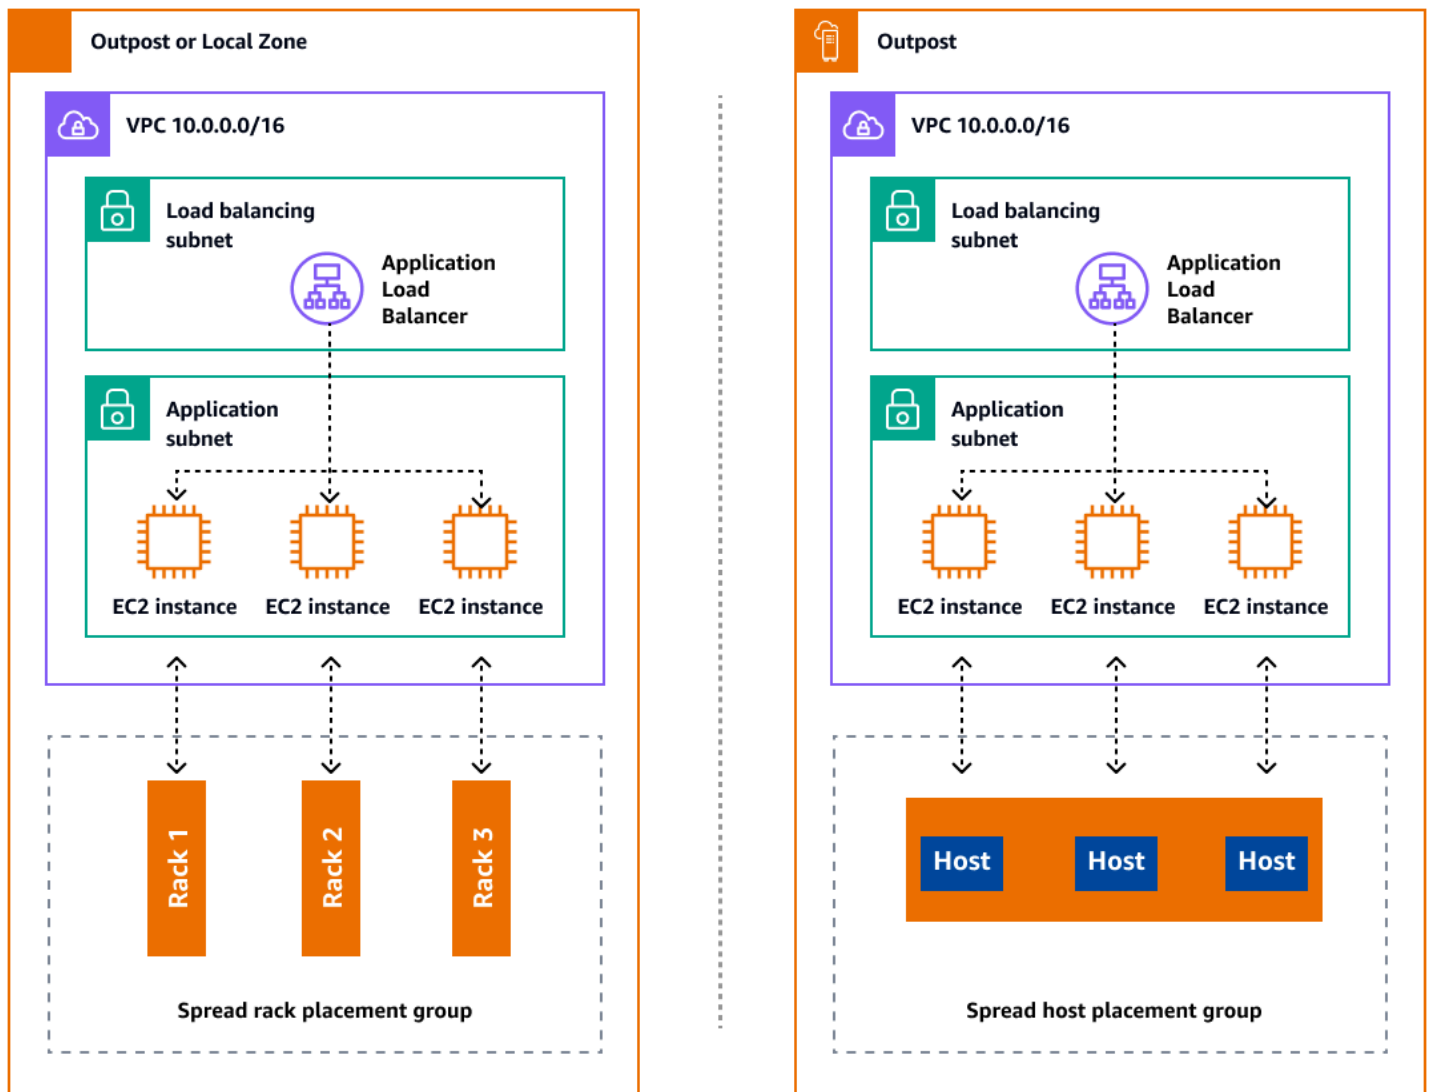 Outpost or Local Zone
VPC 10.0.0.0/16
Load balancing
subnet
Application
Load
Balancer
Application
subnet
EC2 instance
EC2 instance
EC2 instance
Rack 1
Rack 2
Rack 3
Spread rack placement group
Outpost
VPC 10.0.0.0/16
Load balancing
subnet
Application
Load
Balancer
Application
subnet
EC2 instance
EC2 instance
EC2 instance
Host
Host
Host
Spread host placement group